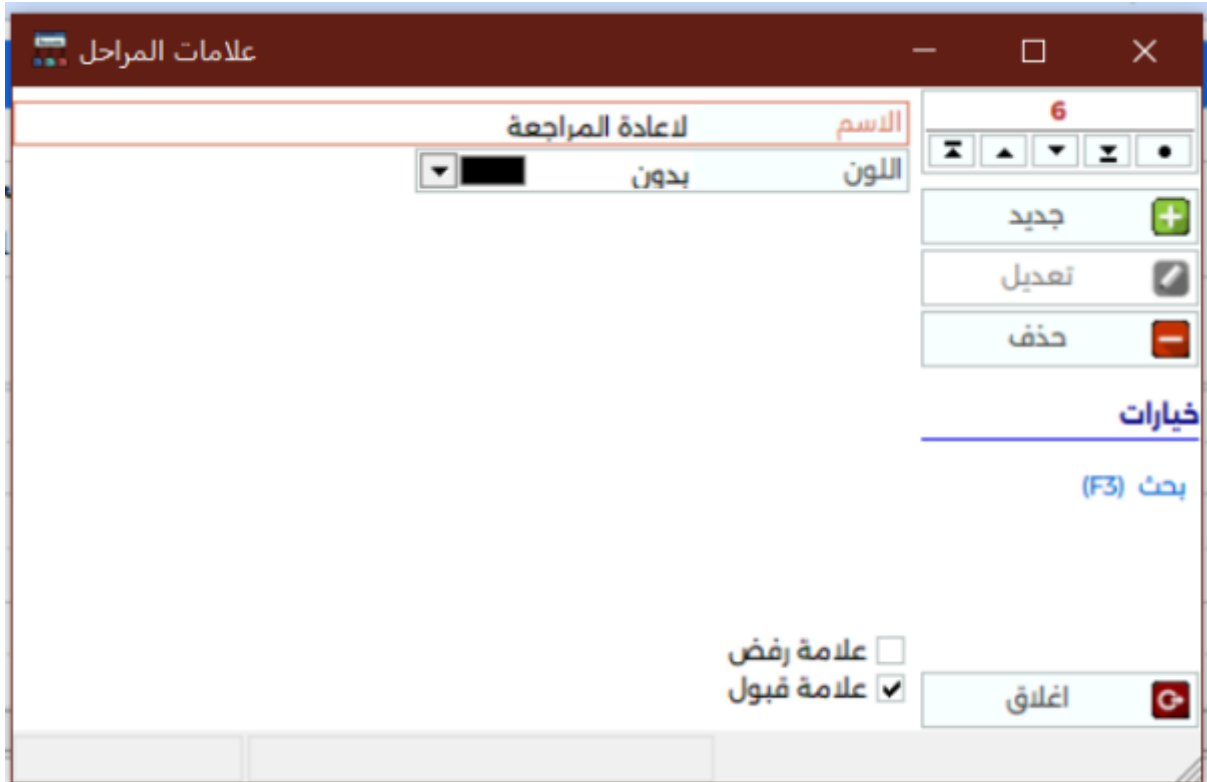 علامات المراحل
6
الاسم لاعادة المراجعة
اللون بدون
جديد
تعديل
حذف
خيارات
بحث (F3)
علامة رفض
علامة قبول
اغلاق